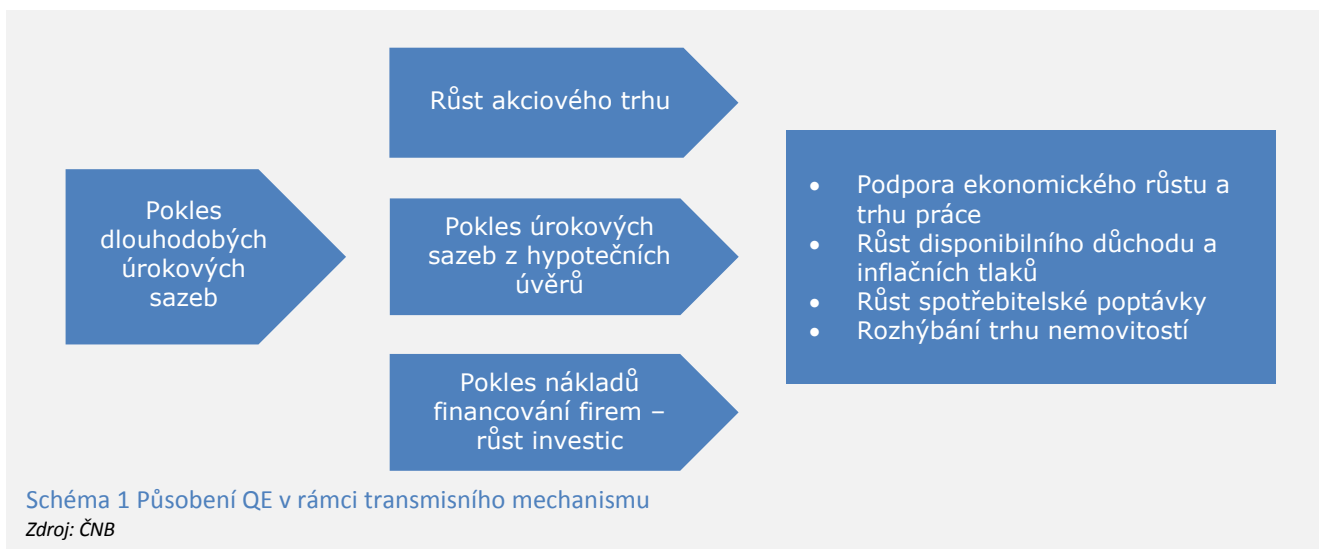 Růst akciového trhu
Pokles
dlouhodobých
úrokových
sazeb
Pokles úrokových
sazeb z hypotečních
úvěrů
Pokles nákladů
financování firem –
růst investic
• Podpora ekonomického růstu a
trhu práce
• Růst disponibilního důchodu a
inflačních tlaků
• Růst spotřebitelské poptávky
• Rozhýbání trhu nemovitostí
Schéma 1 Působení QE v rámci transmisního mechanismu
Zdroj: ČNB